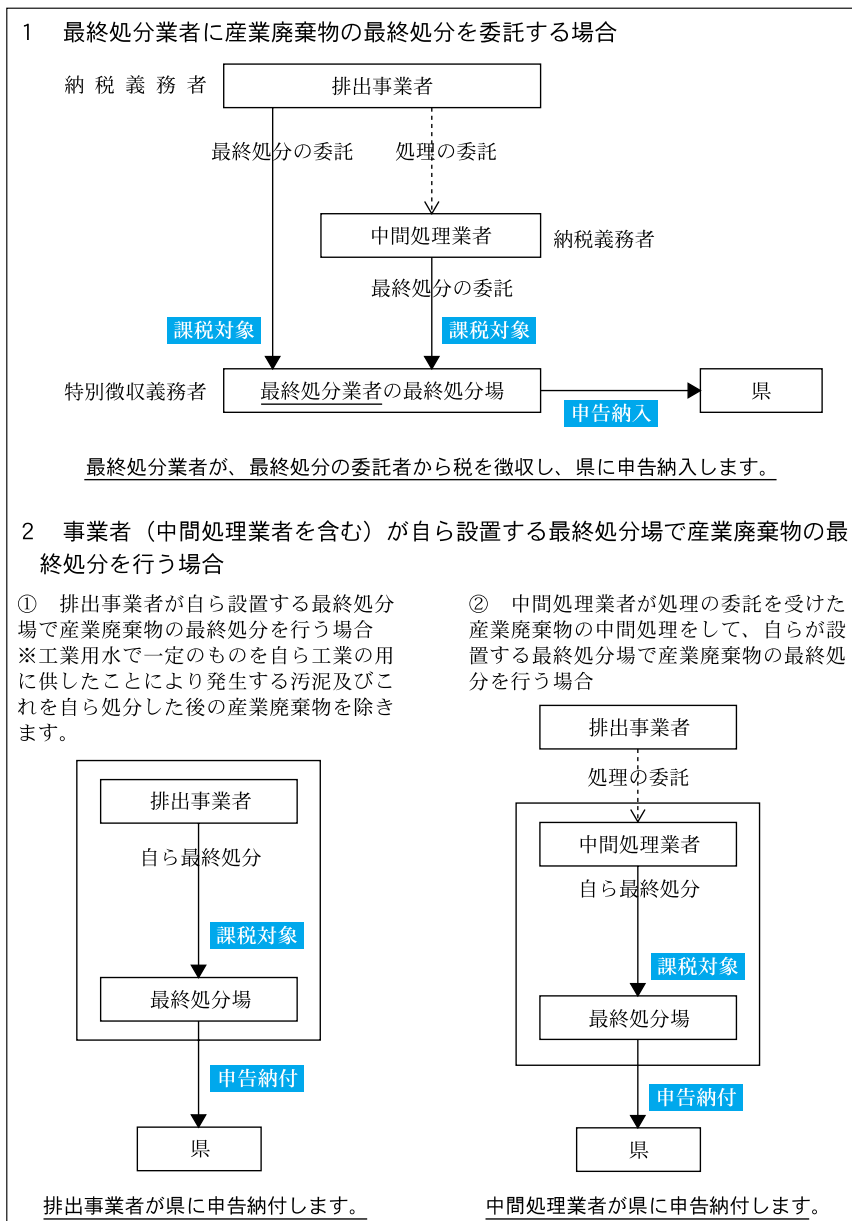 1　最終処分業者に産業廃棄物の最終処分を委託する場合
納税義務者
排出事業者
最終処分の委託
処理の委託
中間処理業者
納税義務者
最終処分の委託
課税対象
課税対象
特別徴収義務者
最終処分業者の最終処分場
申告納入
県
最終処分業者が、最終処分の委託者から税を徴収し、県に申告納入します。
2　事業者（中間処理業者を含む）が自ら設置する最終処分場で産業廃棄物の最
終処分を行う場合
①　排出事業者が自ら設置する最終処分
場で産業廃棄物の最終処分を行う場合
※工業用水で一定のものを自ら工業の用
に供したことにより発生する汚泥及びこ
れを自ら処分した後の産業廃棄物を除き
ます。
排出事業者
自ら最終処分
課税対象
最終処分場
申告納付
県
排出事業者が県に申告納付します。
②　中間処理業者が処理の委託を受けた
産業廃棄物の中間処理をして、自らが設
置する最終処分場で産業廃棄物の最終処
分を行う場合
排出事業者
処理の委託
中間処理業者
自ら最終処分
課税対象
最終処分場
申告納付
県
中間処理業者が県に申告納付します。